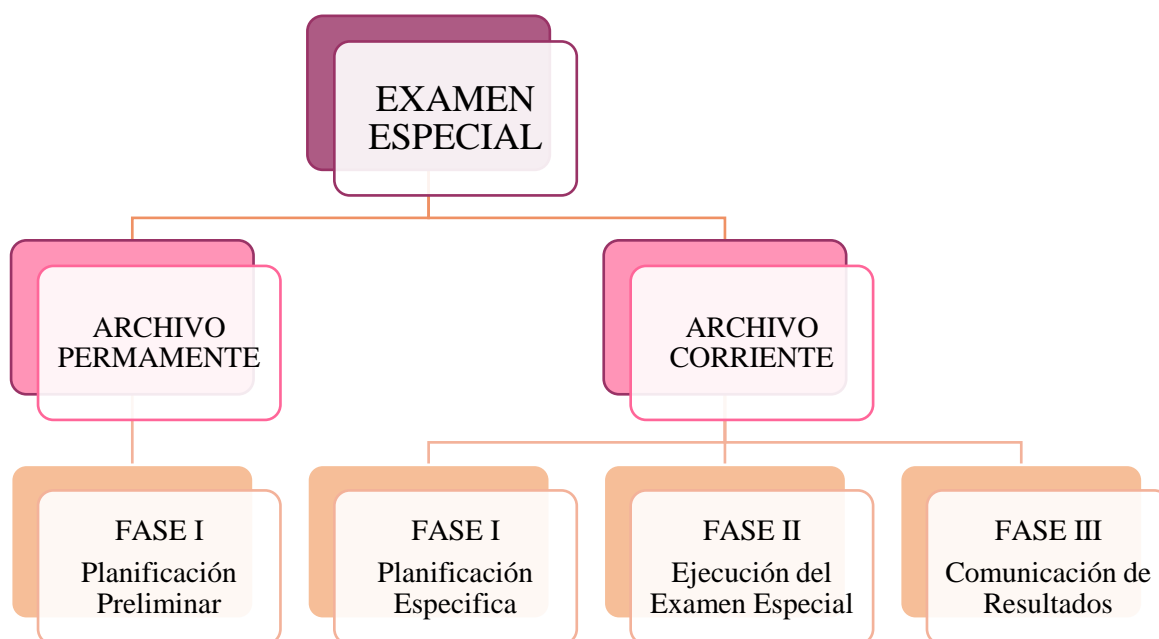 EXAMEN
ESPECIAL
ARCHIVO
PERMAMENTE
ARCHIVO
CORRIENTE
FASE I
Planificación
Preliminar
FASE I
Planificación
Especifica
FASE II
Ejecución del
Examen Especial
FASE III
Comunicación de
Resultados